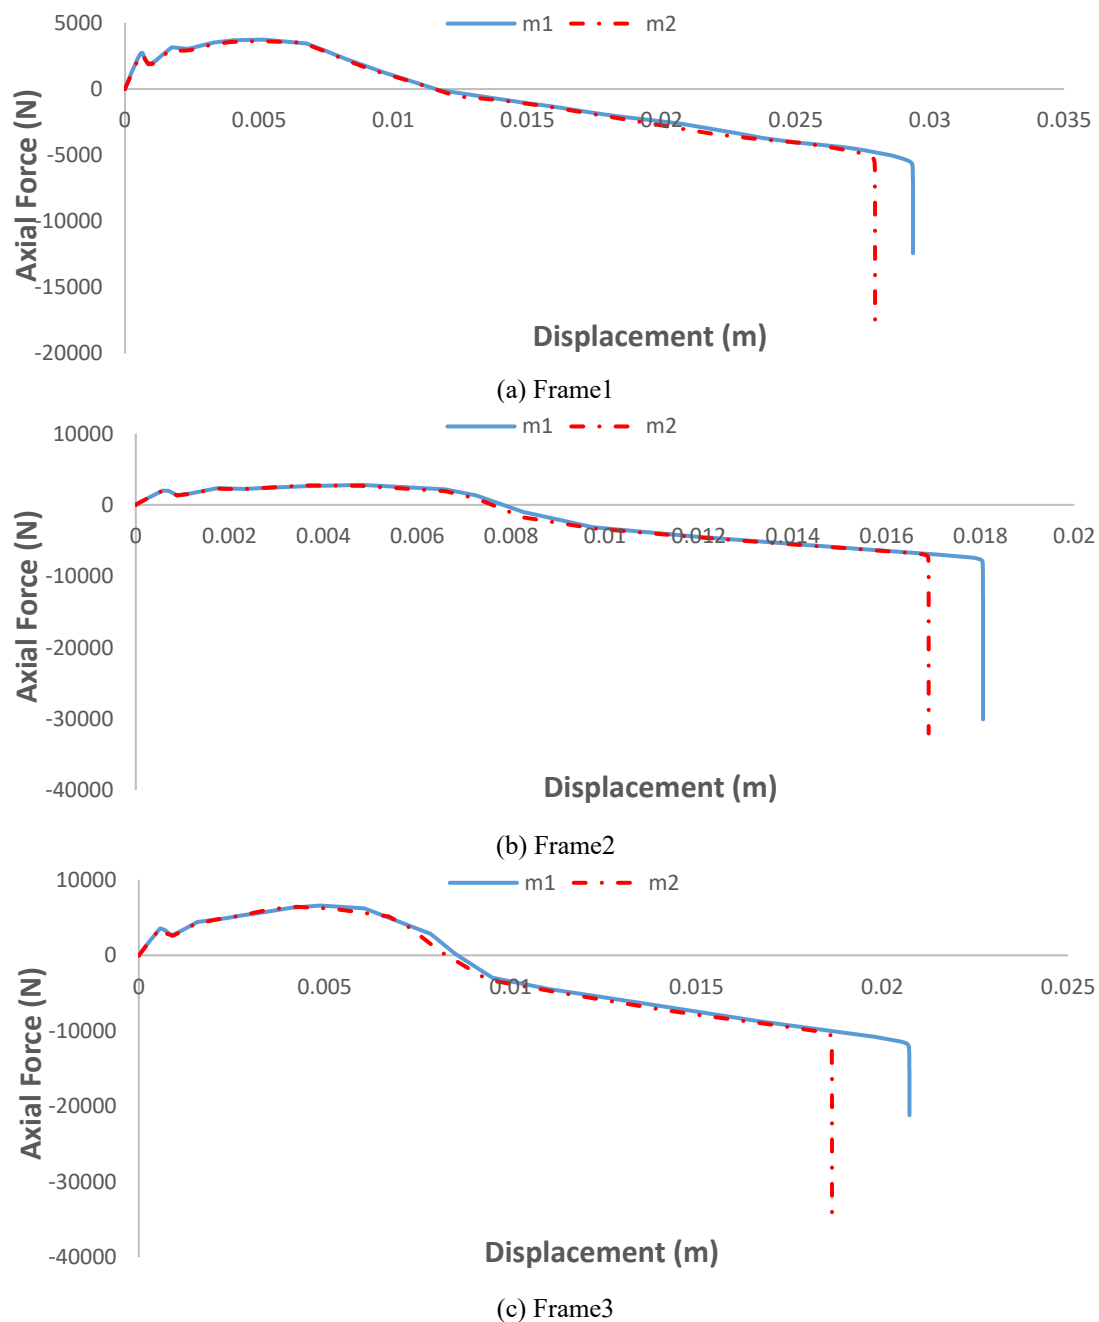 m1 m2
5000
0
-5000
-10000
-15000
-20000
0 0.005 0.01 0.015 0.02 0.025 0.03 0.035
Axial Force (N)
Displacement (m)
(a) Frame1
m1 m2
10000
0
-10000
-20000
-30000
-40000
0 0.002 0.004 0.006 0.008 0.01 0.012 0.014 0.016 0.018 0.02
Axial Force (N)
Displacement (m)
(b) Frame2
m1 m2
10000
0
-10000
-20000
-30000
-40000
0 0.005 0.01 0.015 0.02 0.025
Axial Force (N)
Displacement (m)
(c) Frame3